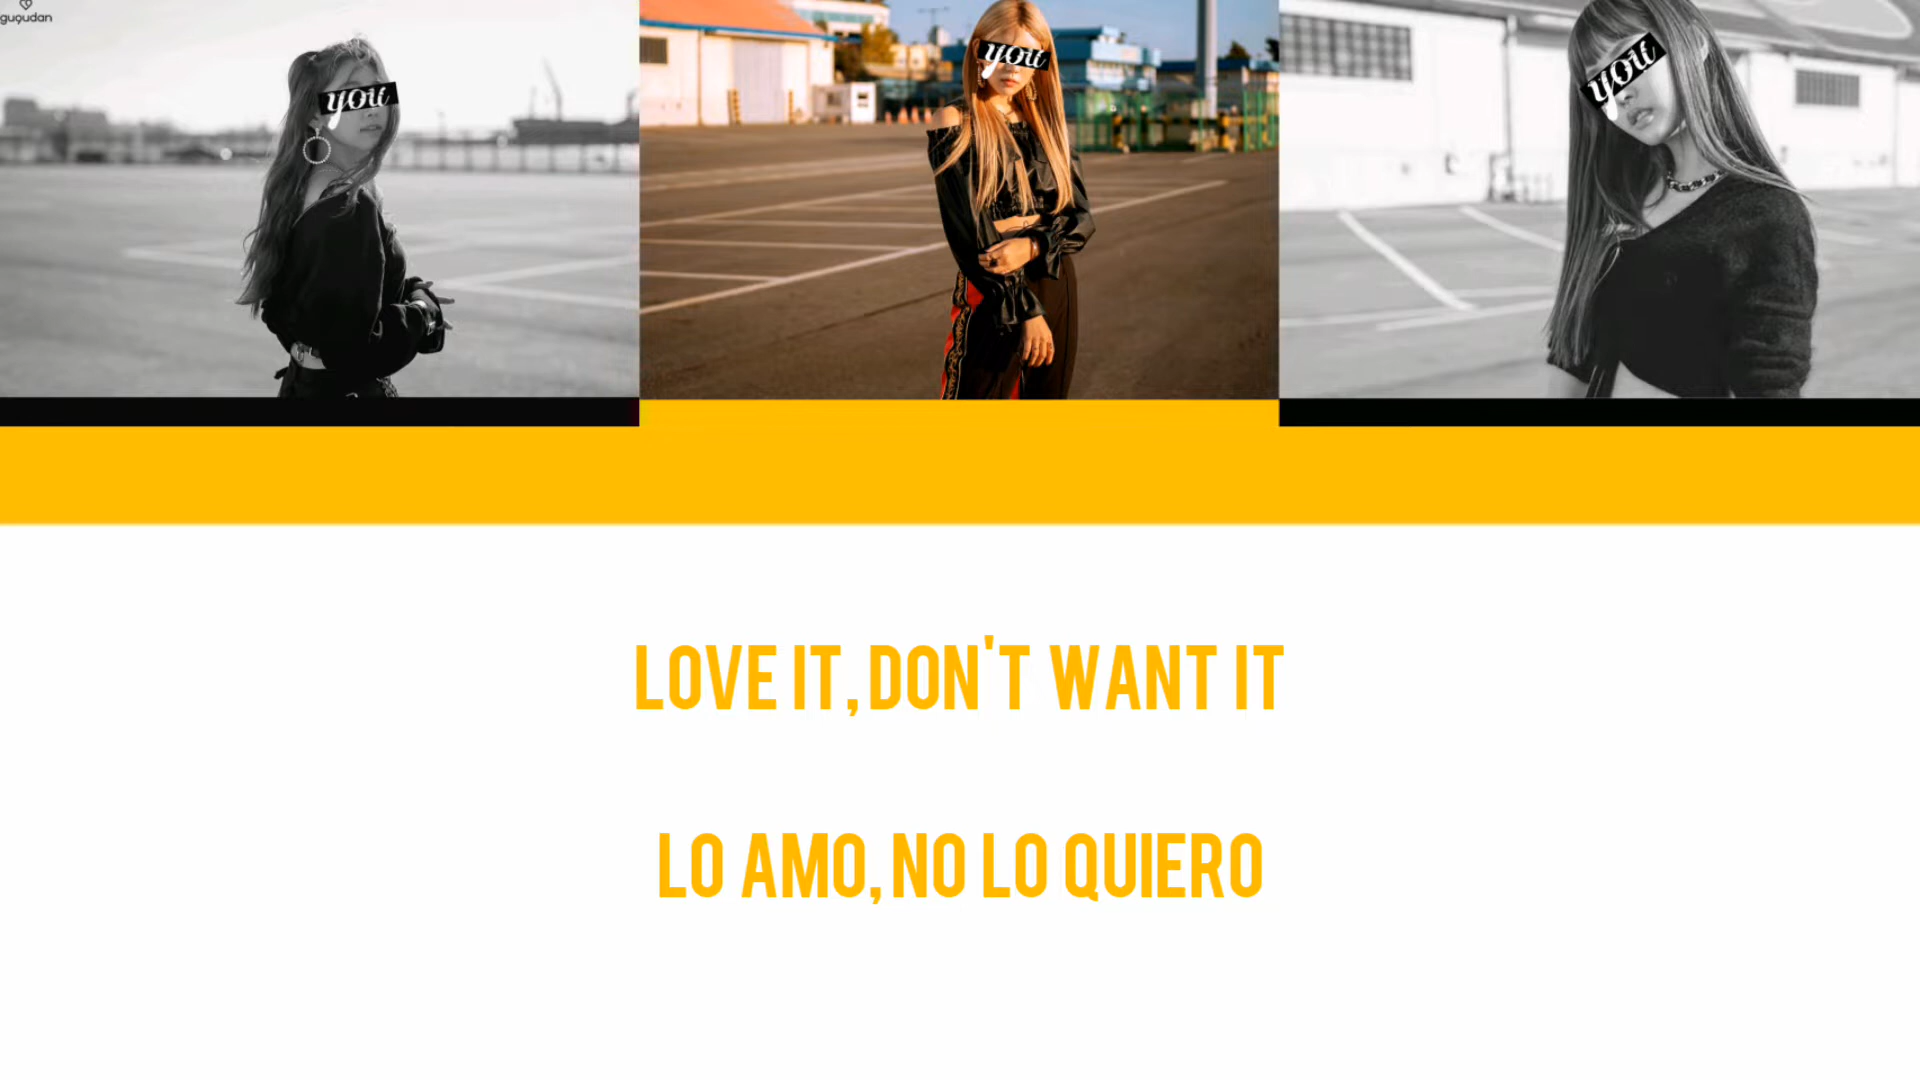 gugudan
you
you
you
LOVE IT, DON'T WANT IT
LO AMO, NO LO QUIERO